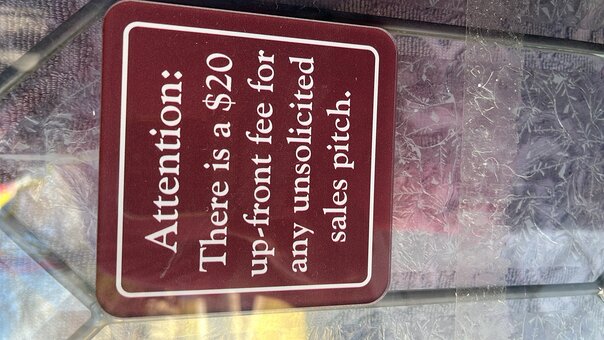 Attention:
There is a $20
up-front fee for
any unsolicited
sales pitch.